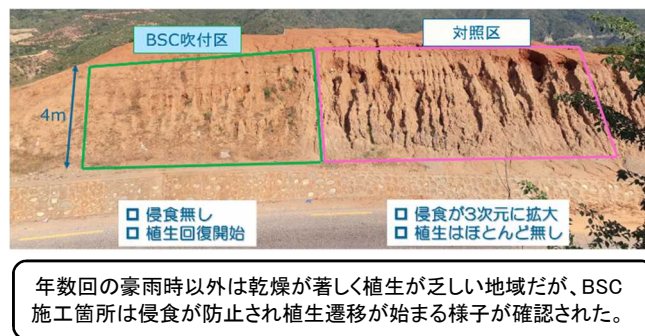 BSC吹付区
対照区
4m
□ 侵食無し
□ 植生回復開始
□ 侵食が3次元に拡大
□ 植生はほとんど無し
年数回の豪雨時以外は乾燥が著しく植生が乏しい地域だが、BSC
施工箇所は侵食が防止され植生遷移が始まる様子が確認された。